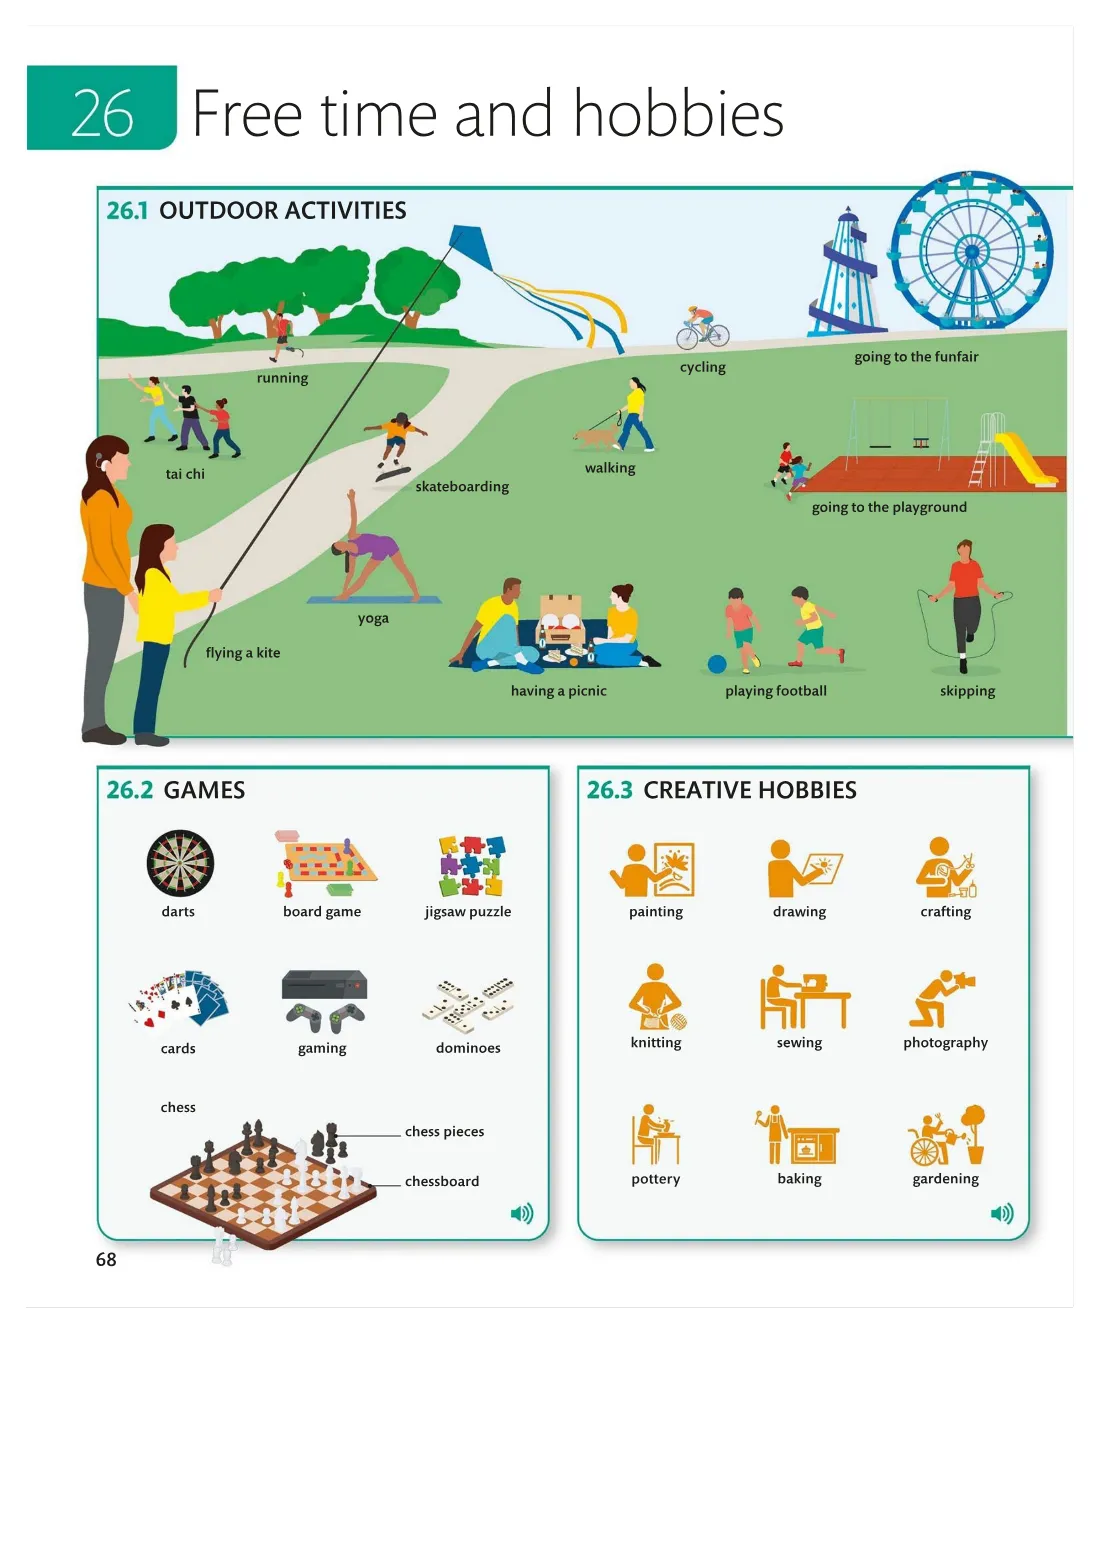 26 Free time and hobbies
26.1 OUTDOOR ACTIVITIES
running
cycling
going to the funfair
tai chi
skateboarding
walking
going to the playground
yoga
flying a kite
having a picnic
playing football
skipping
26.2 GAMES
darts
board game
jigsaw puzzle
cards
gaming
dominoes
chess
chess pieces
chessboard
26.3 CREATIVE HOBBIES
painting
drawing
crafting
knitting
sewing
photography
pottery
baking
gardening
68